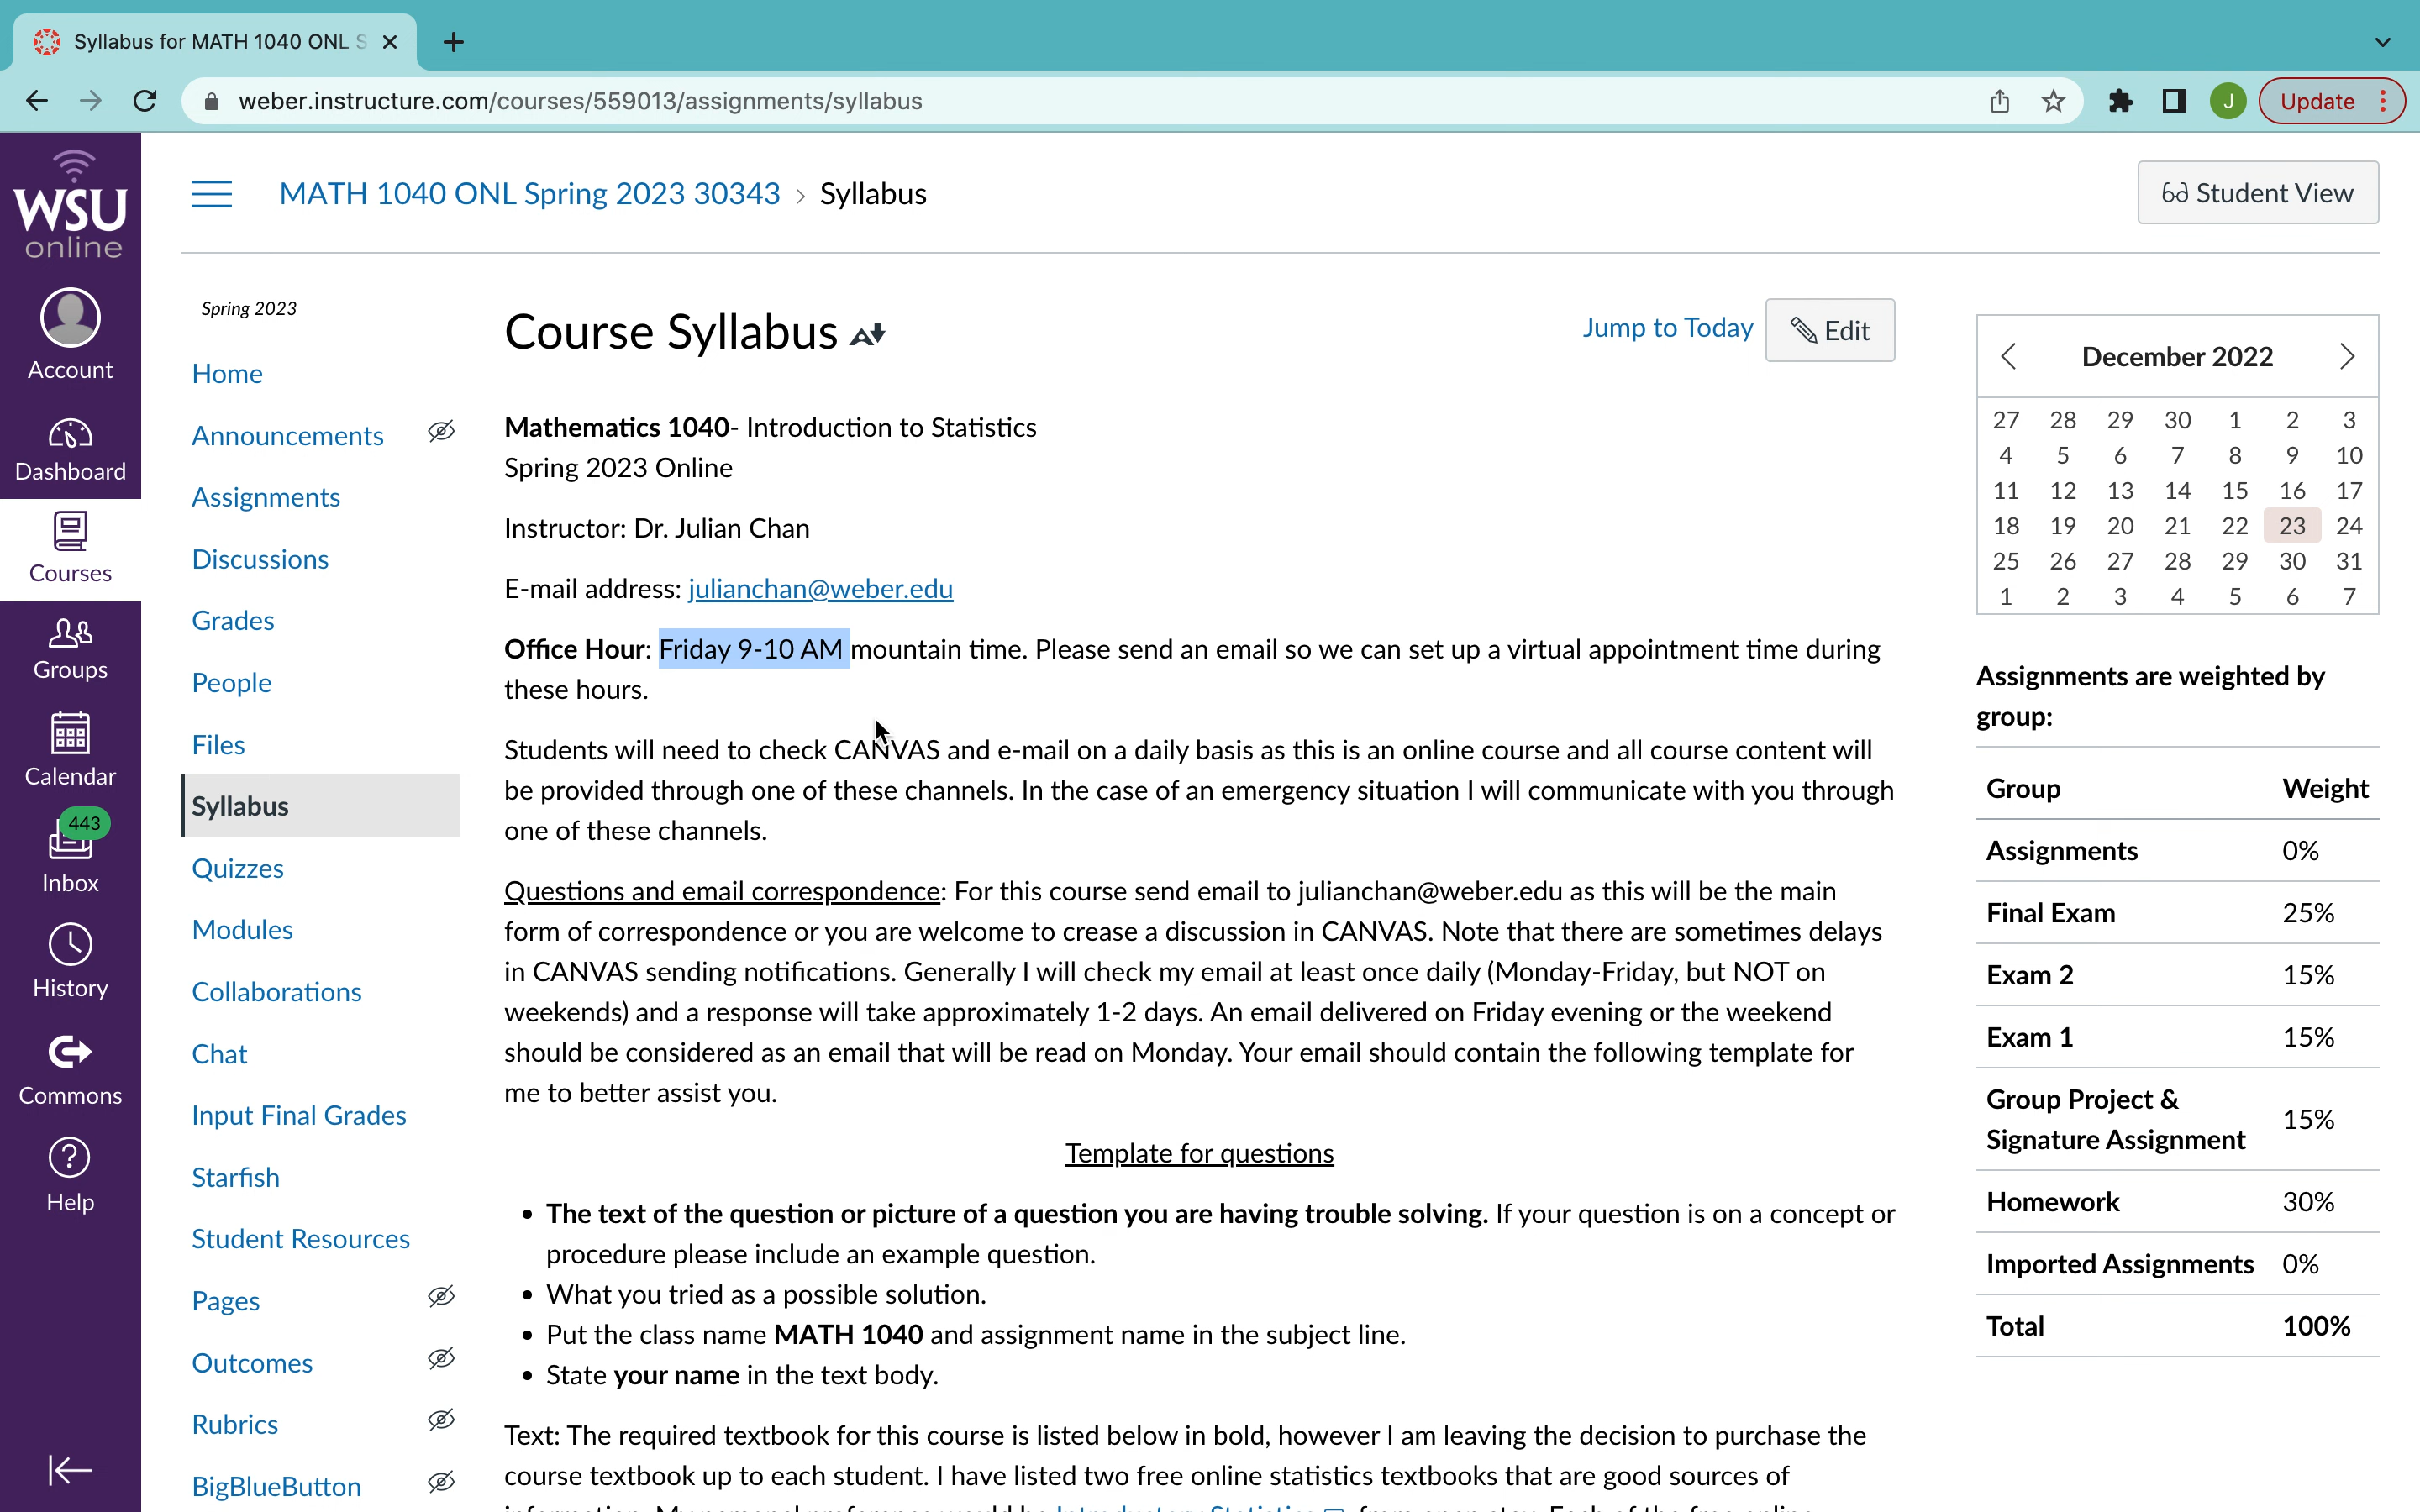 Syllabus for MATH 1040 ONL S
weber.instructure.com/courses/559013/assignments/syllabus
J
Update
WSU
online
Account
Dashboard
Courses
Groups
Calendar
443
Inbox
History
Commons
Help
MATH 1040 ONL Spring 2023 30343 > Syllabus
Student View
Spring 2023
Home
Announcements
Assignments
Discussions
Grades
People
Files
Syllabus
Quizzes
Modules
Collaborations
Chat
Input Final Grades
Starfish
Student Resources
Pages
Outcomes
Rubrics
BigBlueButton
Course Syllabus
Jump to Today
Edit
Mathematics 1040- Introduction to Statistics
Spring 2023 Online
Instructor: Dr. Julian Chan
E-mail address: julianchan@weber.edu
Office Hour: Friday 9-10 AM mountain time. Please send an email so we can set up a virtual appointment time during
these hours.
Students will need to check CANVAS and e-mail on a daily basis as this is an online course and all course content will
be provided through one of these channels. In the case of an emergency situation I will communicate with you through
one of these channels.
Questions and email correspondence: For this course send email to julianchan@weber.edu as this will be the main
form of correspondence or you are welcome to crease a discussion in CANVAS. Note that there are sometimes delays
in CANVAS sending notifications. Generally I will check my email at least once daily (Monday-Friday, but NOT on
weekends) and a response will take approximately 1-2 days. An email delivered on Friday evening or the weekend
should be considered as an email that will be read on Monday. Your email should contain the following template for
me to better assist you.
Template for questions
• The text of the question or picture of a question you are having trouble solving. If your question is on a concept or
procedure please include an example question.
• What you tried as a possible solution.
• Put the class name MATH 1040 and assignment name in the subject line.
• State your name in the text body.
Text: The required textbook for this course is listed below in bold, however I am leaving the decision to purchase the
course textbook up to each student. I have listed two free online statistics textbooks that are good sources of
December 2022
27 28 29 30 1 2 3
4 5 6 7 8 9 10
11 12 13 14 15 16 17
18 19 20 21 22 23 24
25 26 27 28 29 30 31
1 2 3 4 5 6 7
Assignments are weighted by
group:
Group Weight
Assignments 0%
Final Exam 25%
Exam 2 15%
Exam 1 15%
Group Project &
Signature Assignment 15%
Homework 30%
Imported Assignments 0%
Total 100%